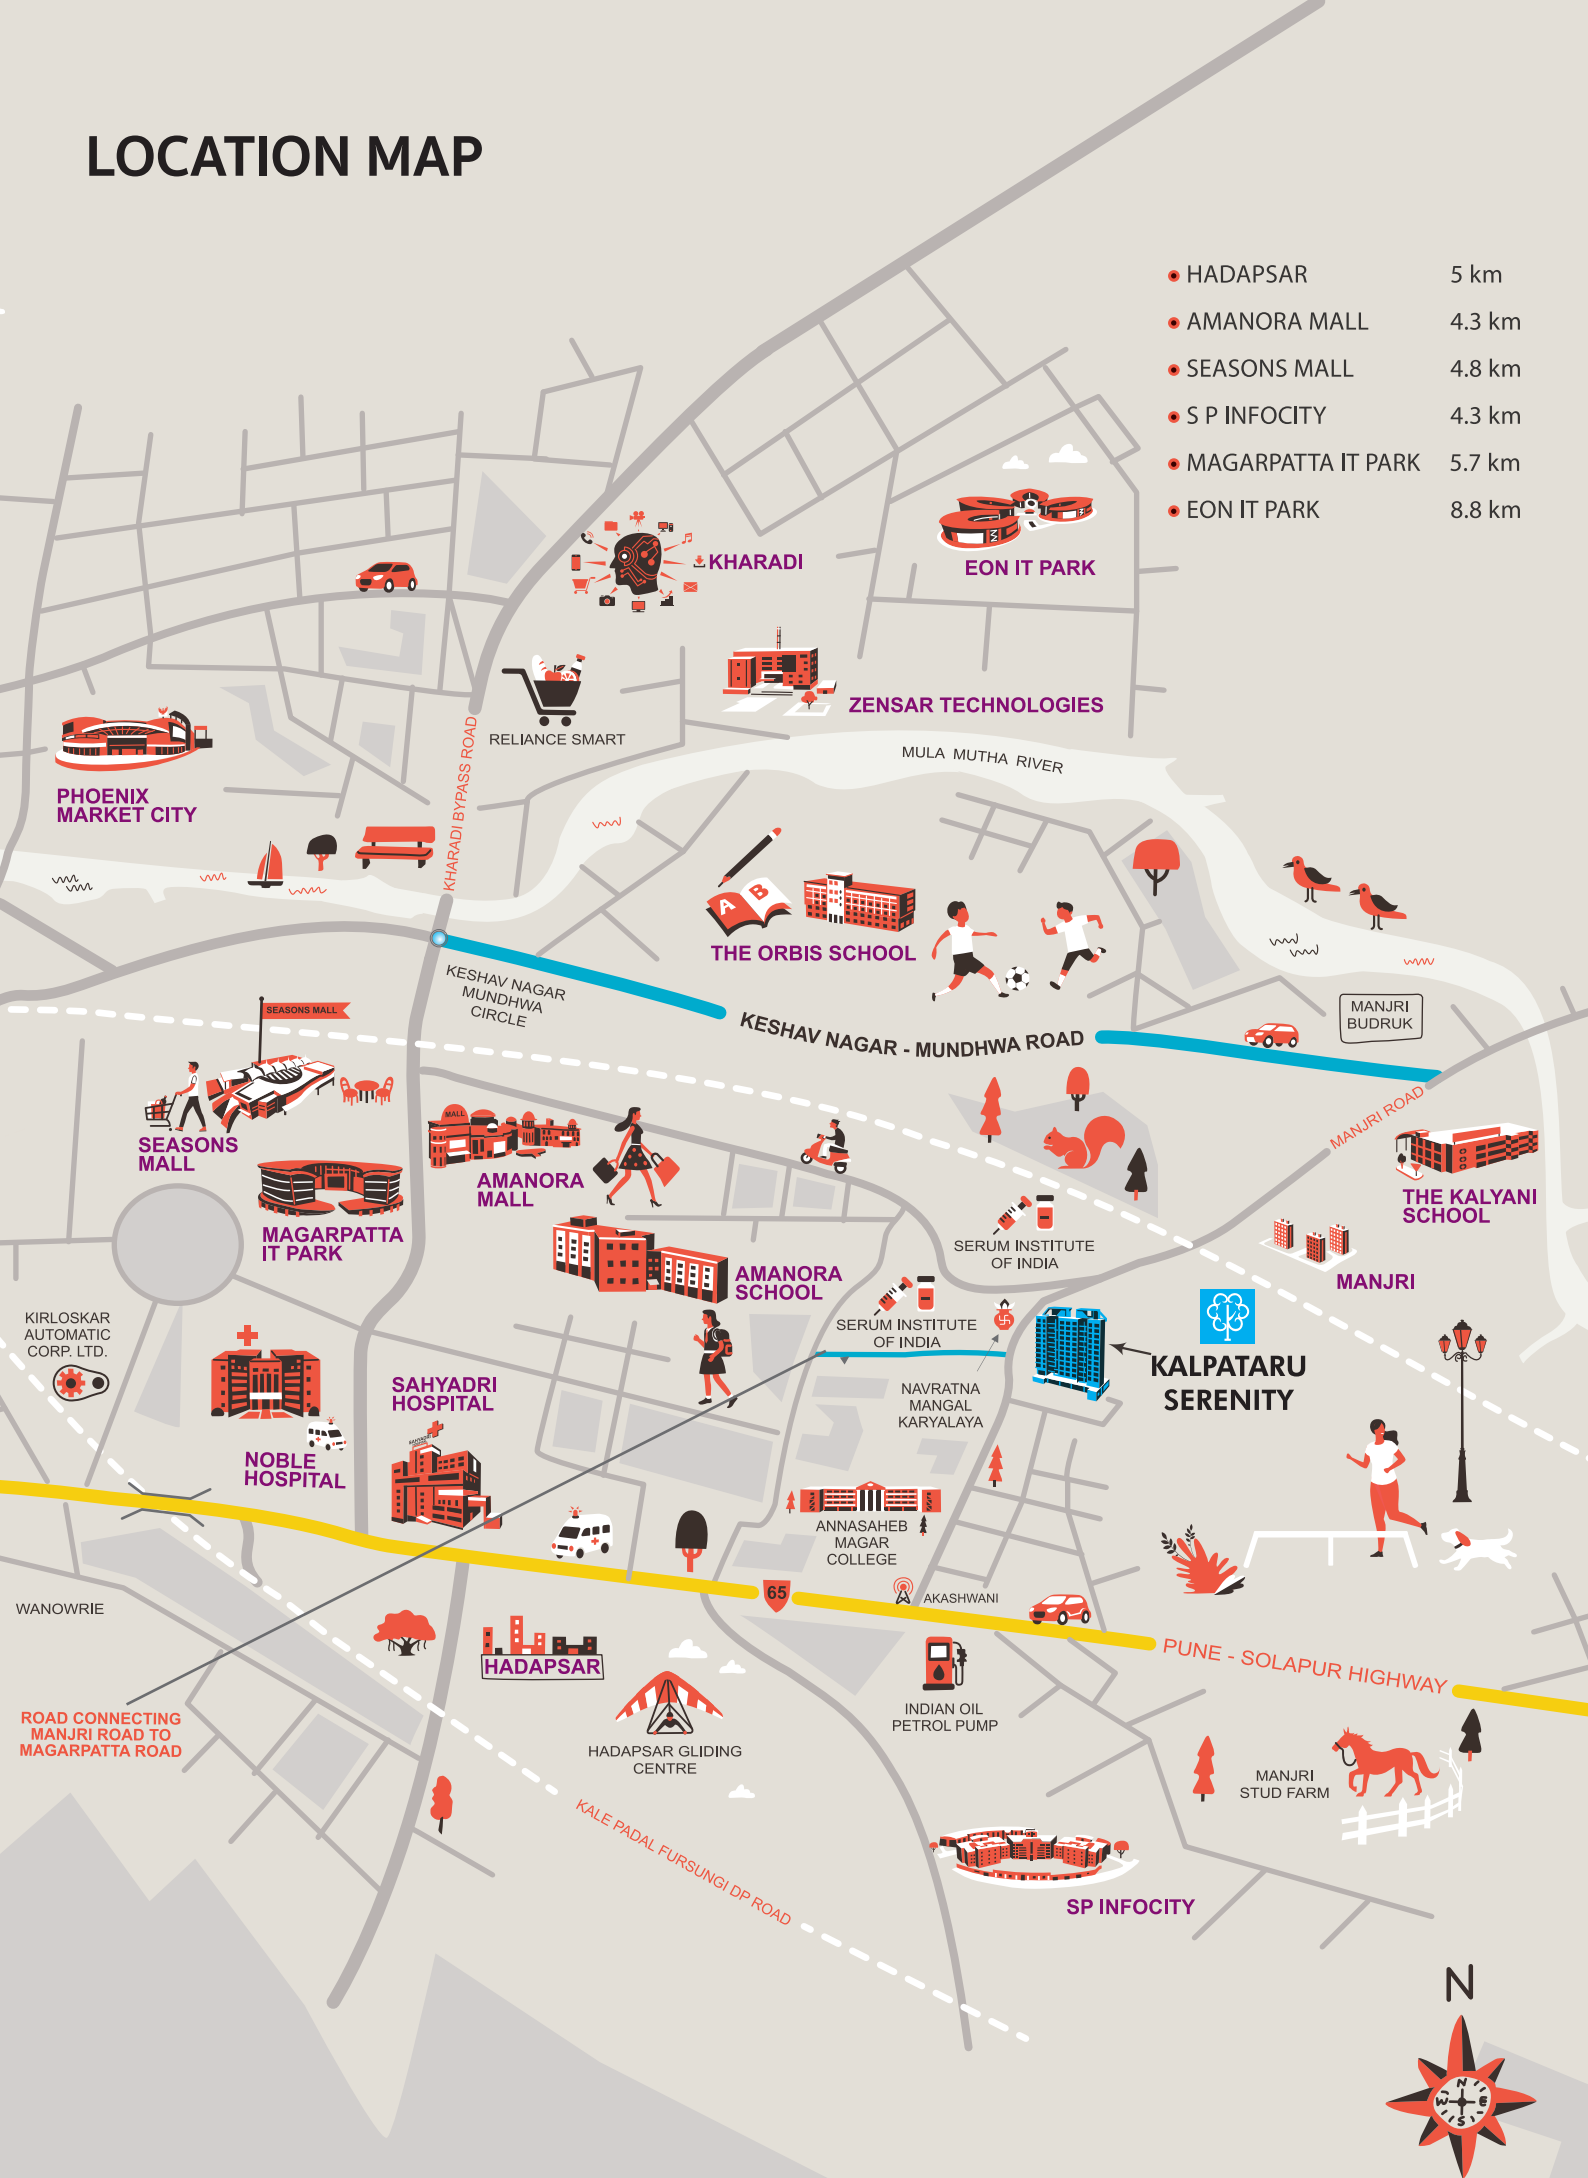 LOCATION MAP
HADAPSAR 5 km
AMANORA MALL 4.3 km
SEASONS MALL 4.8 km
S P INFOCITY 4.3 km
MAGARPATTA IT PARK 5.7 km
EON IT PARK 8.8 km
KHARADI
EON IT PARK
ZENSAR TECHNOLOGIES
RELIANCE SMART
KHARADI BYPASS ROAD
MULA MUTHA RIVER
PHOENIX
MARKET CITY
A B
THE ORBIS SCHOOL
KESHAV NAGAR
MUNDHWA
CIRCLE
KESHAV NAGAR - MUNDHWA ROAD
MANJRI
BUDRUK
SEASONS MALL
SEASONS
MALL
MALL
AMANORA
MALL
MANJRI ROAD
THE KALYANI
SCHOOL
MAGARPATTA
IT PARK
SERUM INSTITUTE
OF INDIA
MANJRI
AMANORA
SCHOOL
KIRLOSKAR
AUTOMATIC
CORP. LTD.
SERUM INSTITUTE
OF INDIA
KALPATARU
SERENITY
SAHYADRI
HOSPITAL
NAVRATNA
MANGAL
KARYALAYA
NOBLE
HOSPITAL
ANNASAHEB
MAGAR
COLLEGE
65
AKASHWANI
WANOWRIE
HADAPSAR
PUNE - SOLAPUR HIGHWAY
ROAD CONNECTING
MANJRI ROAD TO
MAGARPATTA ROAD
INDIAN OIL
PETROL PUMP
HADAPSAR GLIDING
CENTRE
MANJRI
STUD FARM
KALE PADAL FURSUNGI DP ROAD
SP INFOCITY
N
N
W E
S